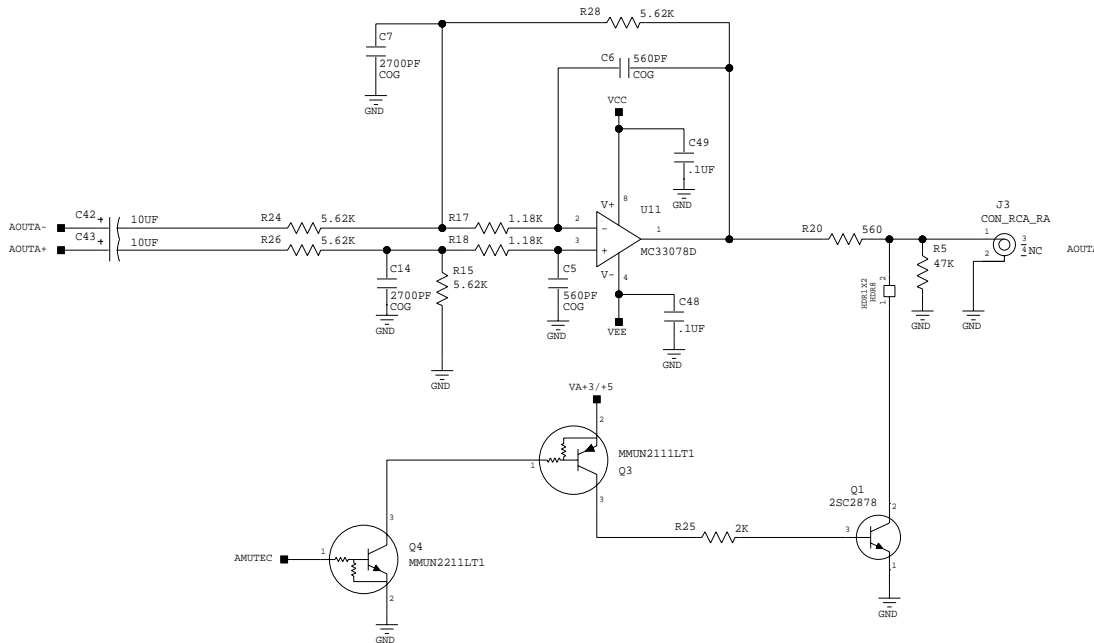 R28
5.62K
C7
2700PF
COG
GND
C6
560PF
COG
VCC
C49
.1UF
GND
8
V+
U11
AOUTA-
C42
+
10UF
R24
5.62K
R17
1.18K
2
-
1
AOUTA+
C43
+
10UF
R26
5.62K
R18
1.18K
3
+
MC33078D
V-
4
C14
2700PF
COG
GND
R15
5.62K
GND
C5
560PF
COG
GND
C48
.1UF
GND
VEE
R20
560
R5
47K
GND
J3
CON_RCA_RA
1
2
3
4
NC
GND
AOUTA
HDR1X2
HDR8
2
1
VA+3/+5
2
MMUN2111LT1
1
Q3
3
R25
2K
Q1
2SC2878
2
3
1
GND
AMUTEC
1
3
Q4
MMUN2211LT1
2
GND